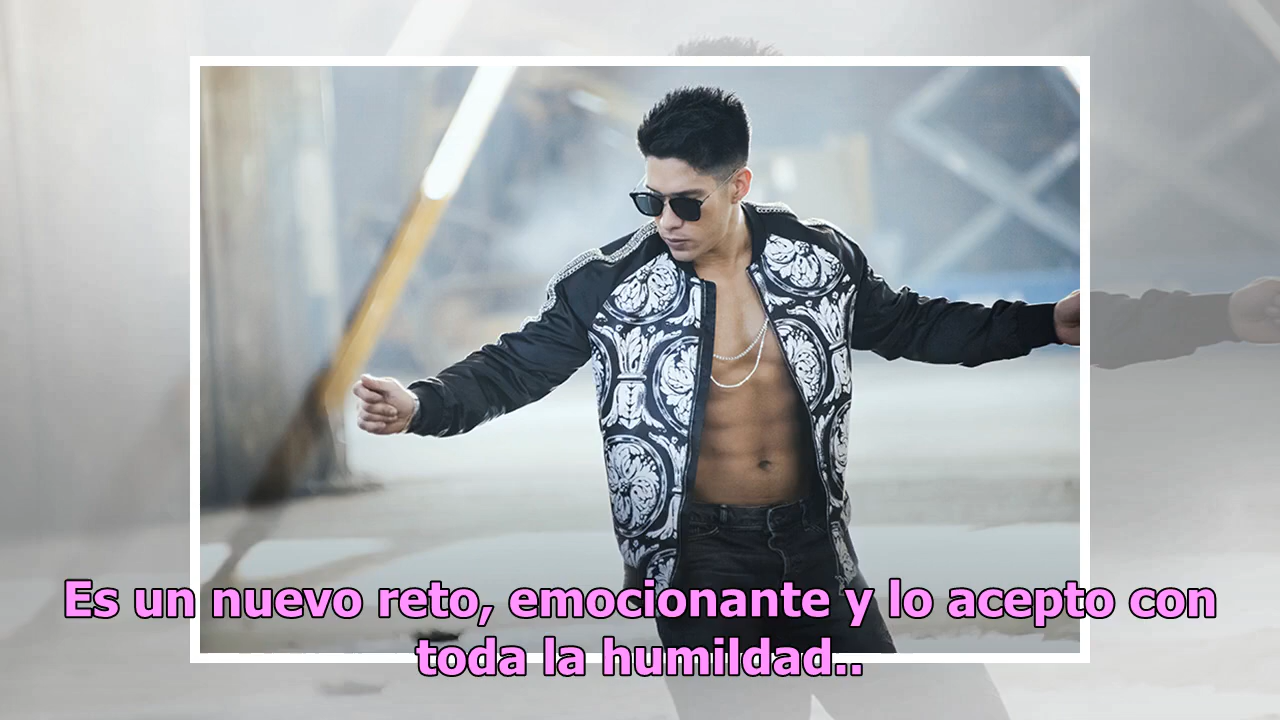 Es un nuevo reto, emocionante y lo acepto con
toda la humildad..